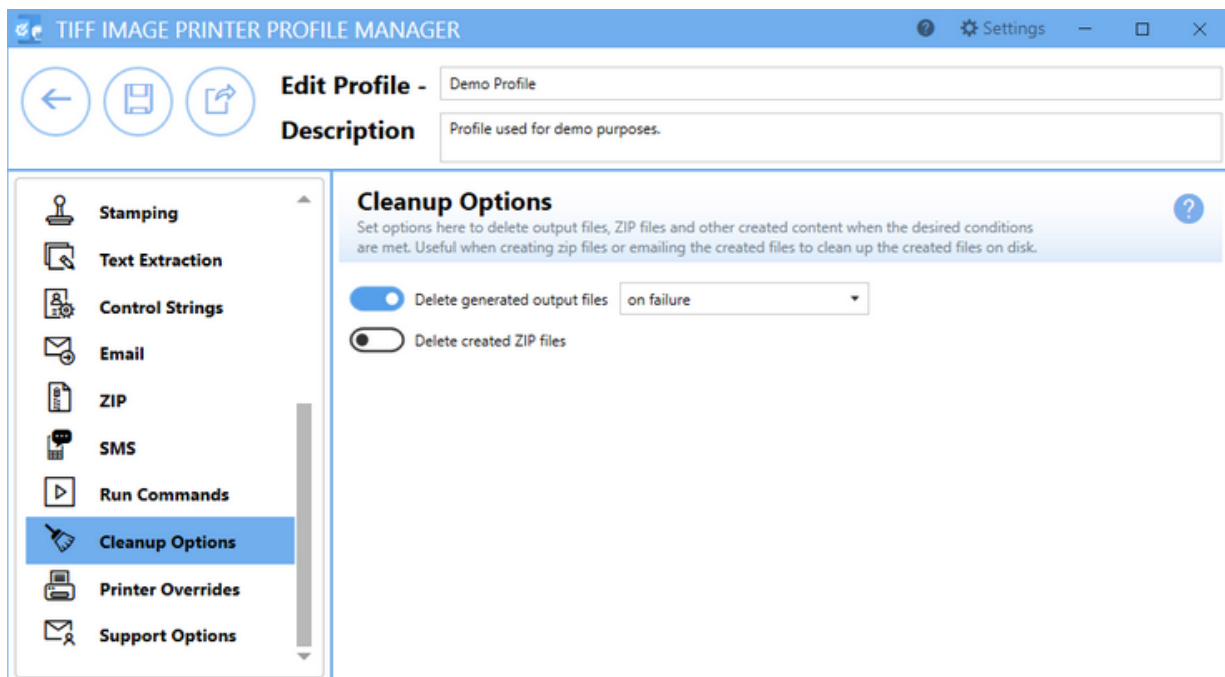 TIFF IMAGE PRINTER PROFILE MANAGER
? Settings
Edit Profile - Demo Profile
Description Profile used for demo purposes.
Stamping
Text Extraction
Control Strings
Email
ZIP
SMS
Run Commands
Cleanup Options
Printer Overrides
Support Options
Cleanup Options
?
Set options here to delete output files, ZIP files and other created content when the desired conditions
are met. Useful when creating zip files or emailing the created files to clean up the created files on disk.
Delete generated output files on failure
Delete created ZIP files